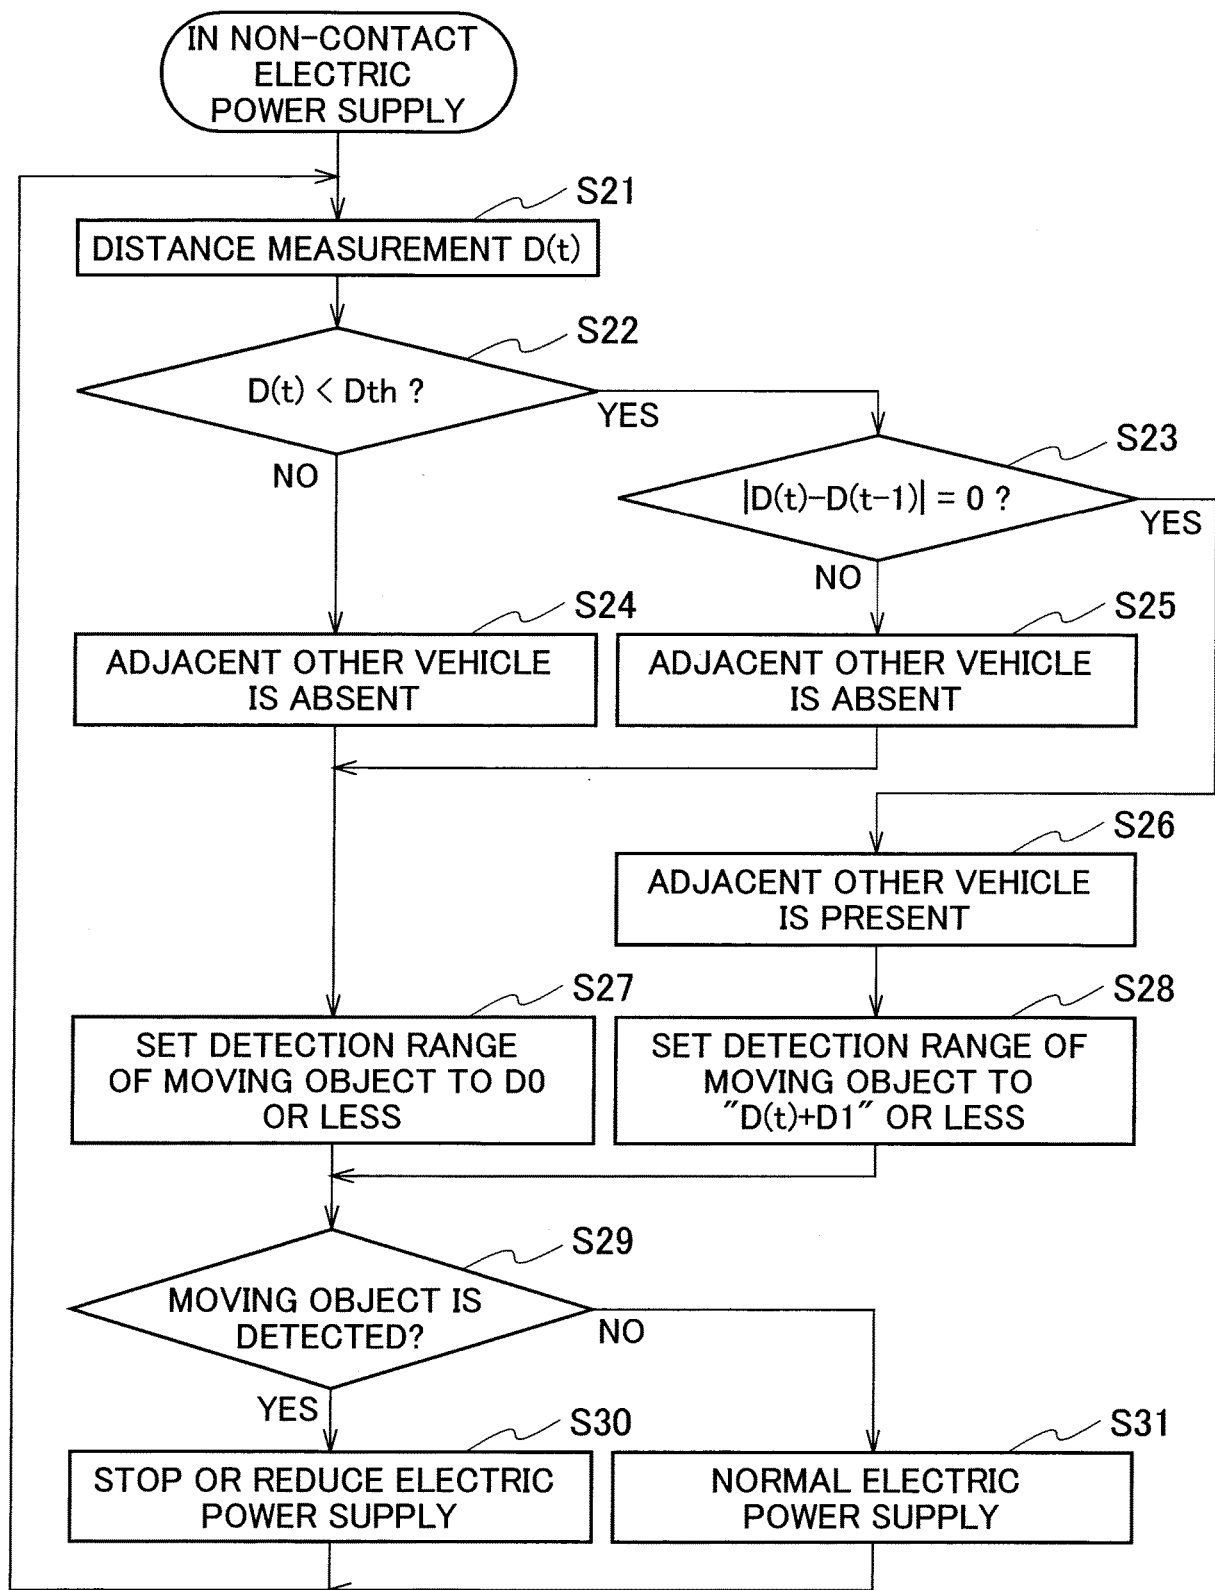 IN NON-CONTACT
ELECTRIC
POWER SUPPLY
S21
DISTANCE MEASUREMENT D(t)
S22
D(t) < Dth ?
YES
NO
S23
|D(t)-D(t-1)| = 0 ?
YES
NO
S24
ADJACENT OTHER VEHICLE
IS ABSENT
S25
ADJACENT OTHER VEHICLE
IS ABSENT
S26
ADJACENT OTHER VEHICLE
IS PRESENT
S27
SET DETECTION RANGE
OF MOVING OBJECT TO D0
OR LESS
S28
SET DETECTION RANGE OF
MOVING OBJECT TO
"D(t)+D1" OR LESS
S29
MOVING OBJECT IS
DETECTED?
NO
YES
S30
STOP OR REDUCE ELECTRIC
POWER SUPPLY
S31
NORMAL ELECTRIC
POWER SUPPLY